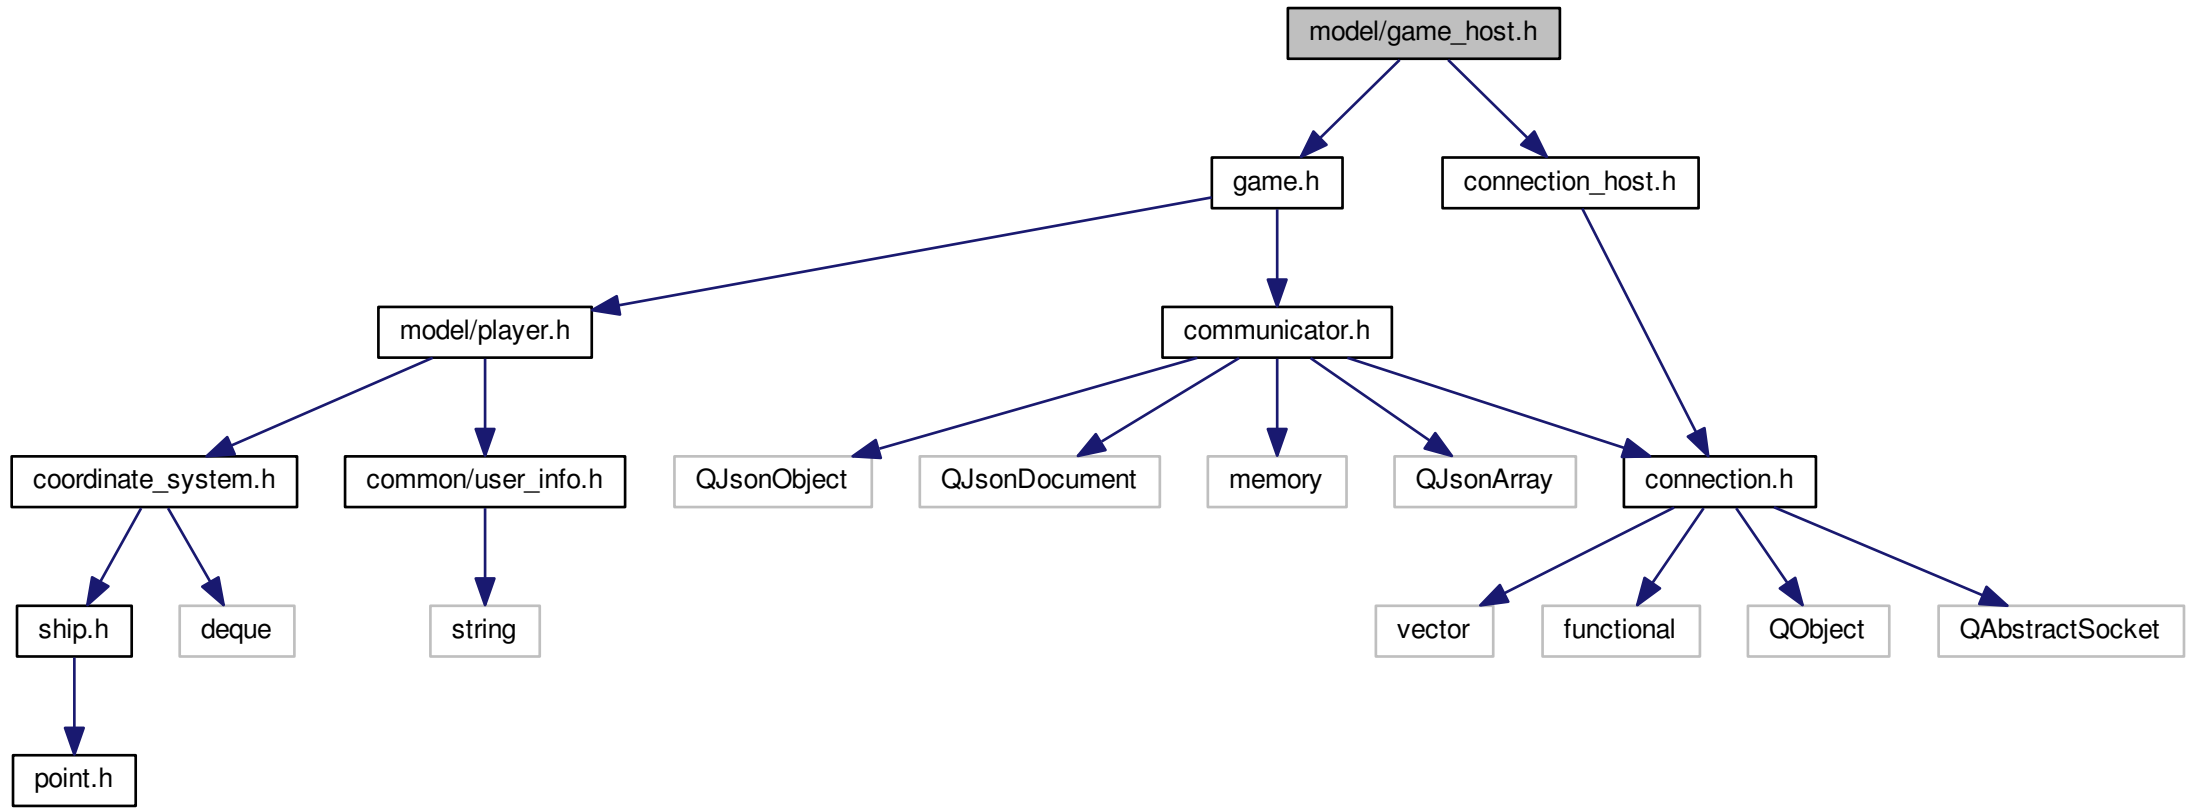 model/game_host.h
game.h
connection_host.h
model/player.h
communicator.h
coordinate_system.h
common/user_info.h
QJsonObject
QJsonDocument
memory
QJsonArray
connection.h
ship.h
deque
string
vector
functional
QObject
QAbstractSocket
point.h